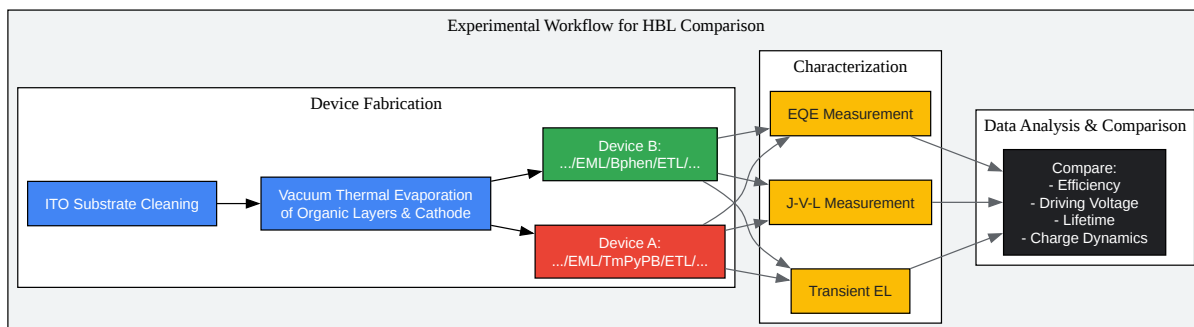 Experimental Workflow for HBL Comparison
Device Fabrication
ITO Substrate Cleaning
Vacuum Thermal Evaporation
of Organic Layers & Cathode
Device B:
.../EML/Bphen/ETL/...
Device A:
.../EML/TmPyPB/ETL/...
Characterization
EQE Measurement
J-V-L Measurement
Transient EL
Data Analysis & Comparison
Compare:
- Efficiency
- Driving Voltage
- Lifetime
- Charge Dynamics